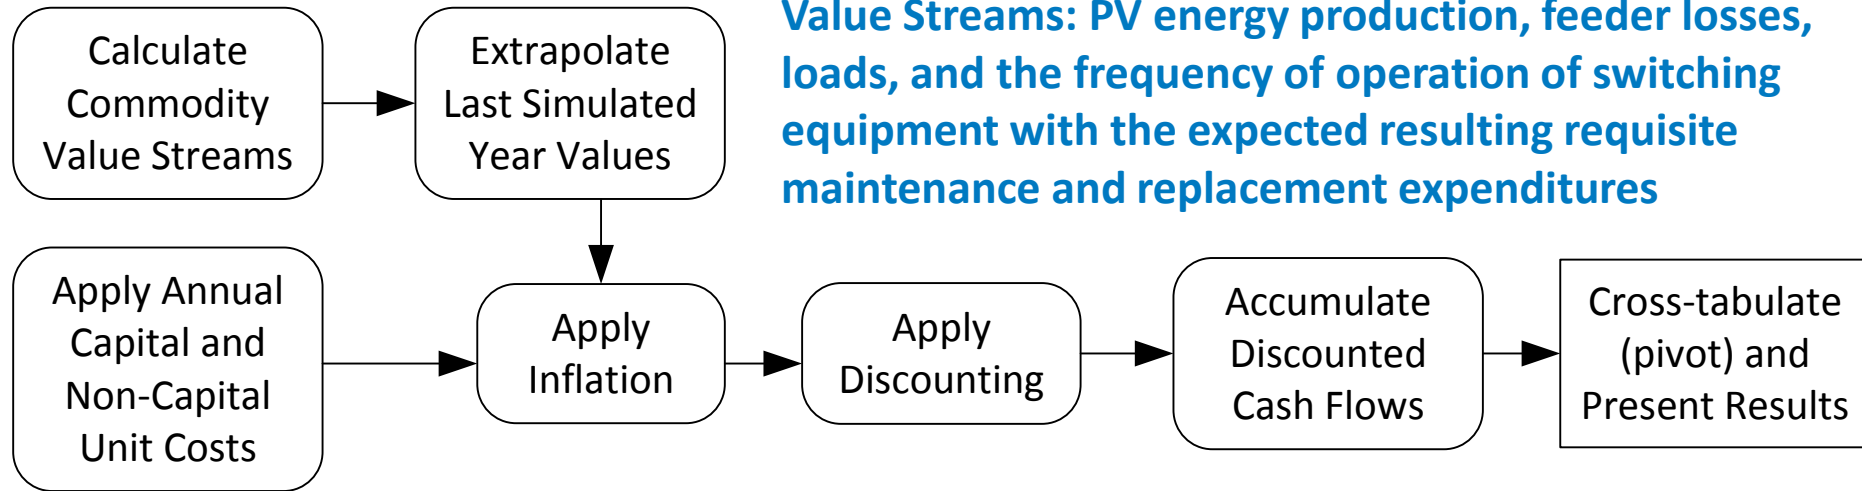 Calculate
Commodity
Value Streams
Extrapolate
Last Simulated
Year Values
Value Streams: PV energy production, feeder losses,
loads, and the frequency of operation of switching
equipment with the expected resulting requisite
maintenance and replacement expenditures
Apply Annual
Capital and
Non-Capital
Unit Costs
Apply
Inflation
Apply
Discounting
Accumulate
Discounted
Cash Flows
Cross-tabulate
(pivot) and
Present Results